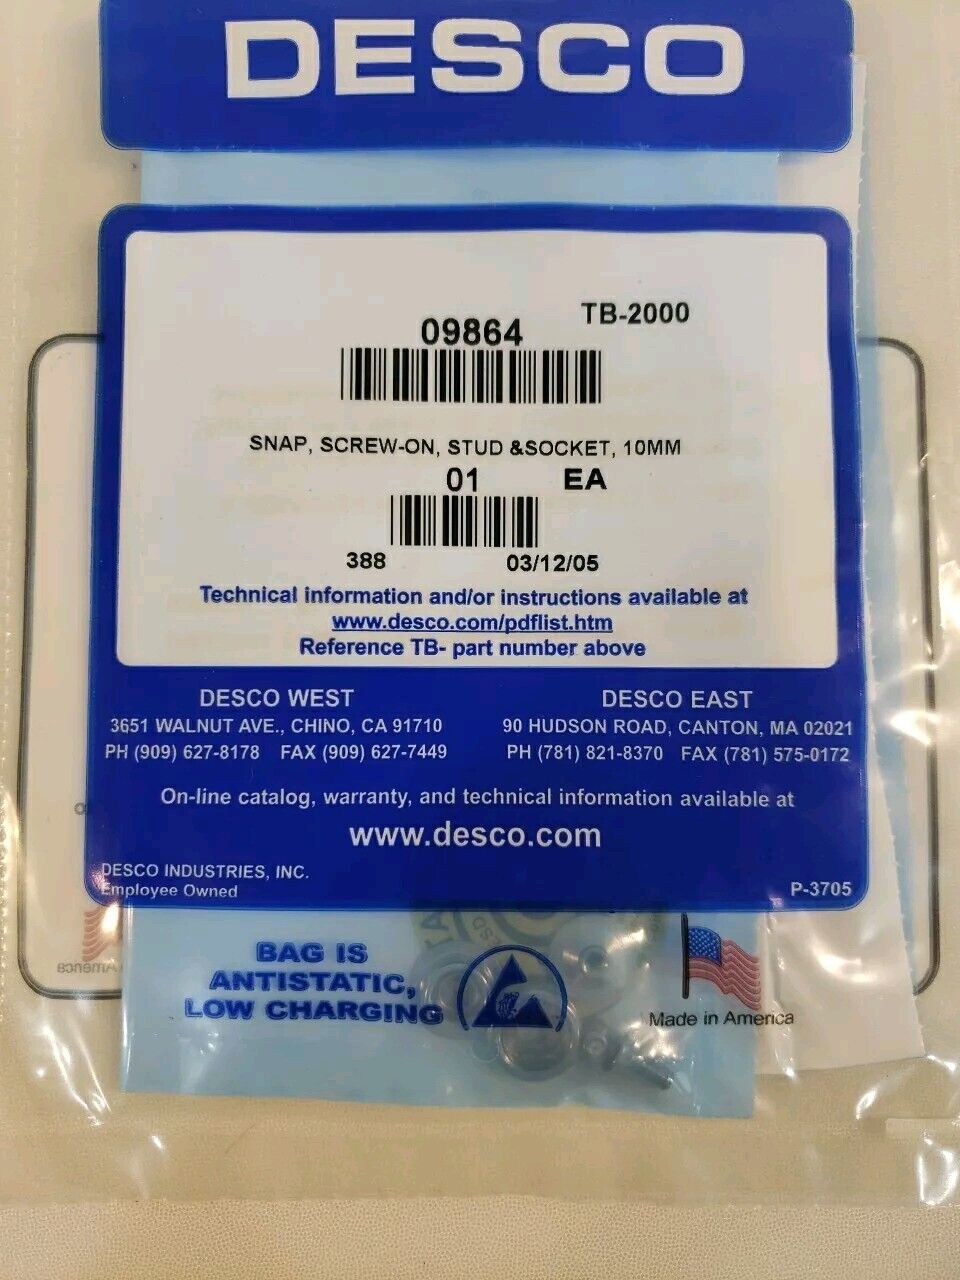 DESCO
TB-2000
09864
SNAP, SCREW-ON, STUD &SOCKET, 10MM
01 EA
388 03/12/05
Technical information and/or instructions available at
www.desco.com/pdflist.htm
Reference TB- part number above
DESCO WEST
3651 WALNUT AVE., CHINO, CA 91710
PH (909) 627-8178 FAX (909) 627-7449
DESCO EAST
90 HUDSON ROAD, CANTON, MA 02021
PH (781) 821-8370 FAX (781) 575-0172
On-line catalog, warranty, and technical information available at
www.desco.com
DESCO INDUSTRIES, INC.
Employee Owned
P-3705
BAG IS
ANTISTATIC,
LOW CHARGING
Made in America